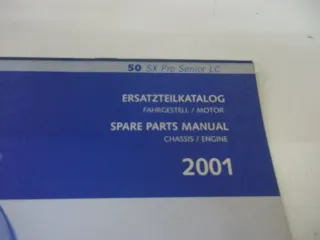 50 SX Pro Senior LC
ERSATZTEILKATALOG
FAHRGESTELL / MOTOR
SPARE PARTS MANUAL
CHASSIS / ENGINE
2001